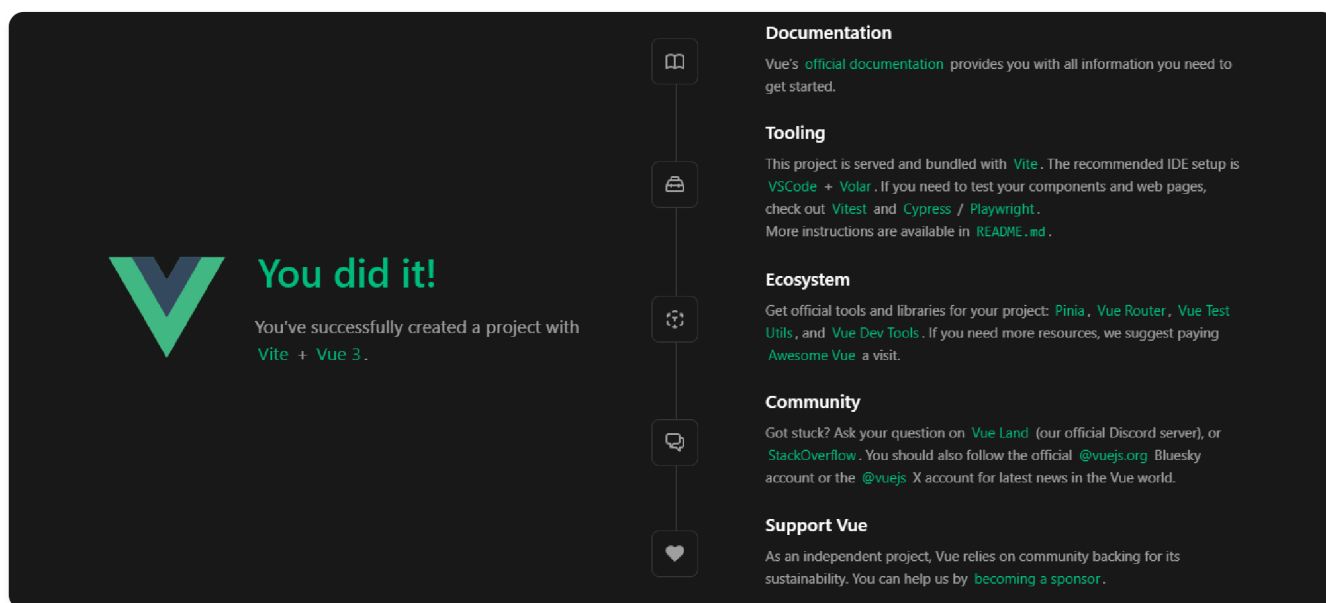 You did it!
You've successfully created a project with
Vite + Vue 3.
Documentation
Vue's official documentation provides you with all information you need to
get started.
Tooling
This project is served and bundled with Vite. The recommended IDE setup is
VSCode + Volar. If you need to test your components and web pages,
check out Vitest and Cypress / Playwright.
More instructions are available in README.md.
Ecosystem
Get official tools and libraries for your project: Pinia, Vue Router, Vue Test
Utils, and Vue Dev Tools. If you need more resources, we suggest paying
Awesome Vue a visit.
Community
Got stuck? Ask your question on Vue Land (our official Discord server), or
StackOverflow. You should also follow the official @vuejs.org Bluesky
account or the @vuejs X account for latest news in the Vue world.
Support Vue
As an independent project, Vue relies on community backing for its
sustainability. You can help us by becoming a sponsor.